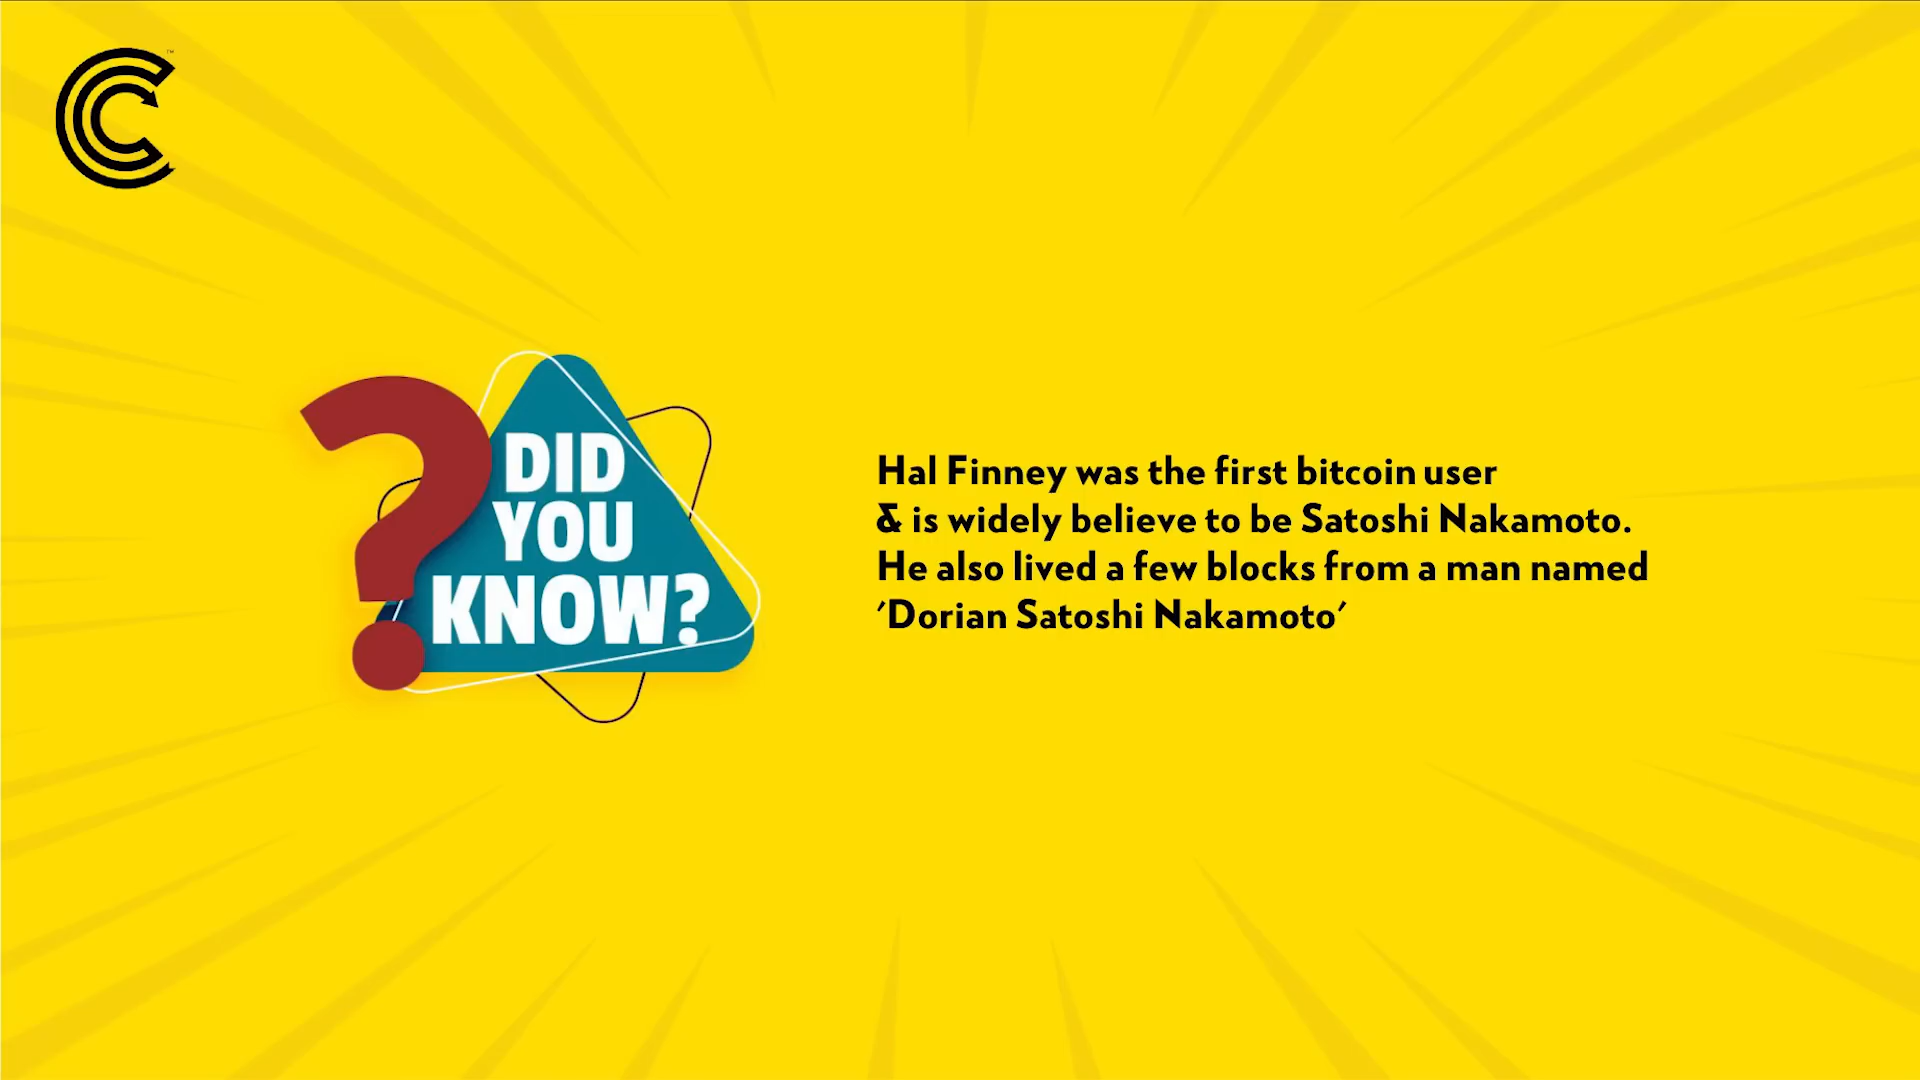 DID
YOU
KNOW?
Hal Finney was the first bitcoin user
& is widely believe to be Satoshi Nakamoto.
He also lived a few blocks from a man named
'Dorian Satoshi Nakamoto'